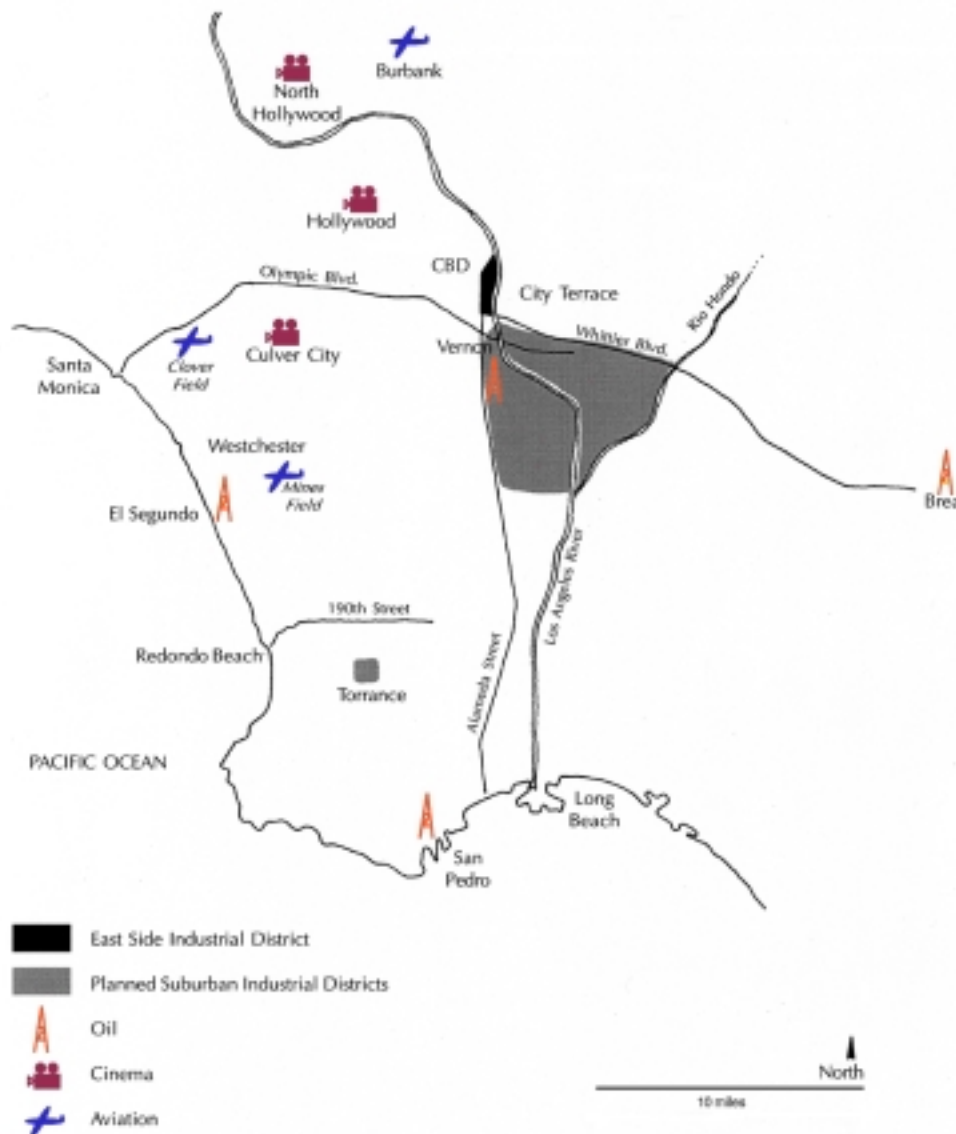 Burbank
North
Hollywood
Hollywood
CBD
Olympic Blvd.
City Terrace
Rio Hondo
Whittier Blvd.
Vernon
Culver City
Clover
Field
Santa
Monica
Westchester
Mines
Field
El Segundo
Brea
Los Angeles River
190th Street
Redondo Beach
Torrance
Alameda Street
PACIFIC OCEAN
Long
Beach
San
Pedro
East Side Industrial District
Planned Suburban Industrial Districts
Oil
Cinema
Aviation
North
10 miles